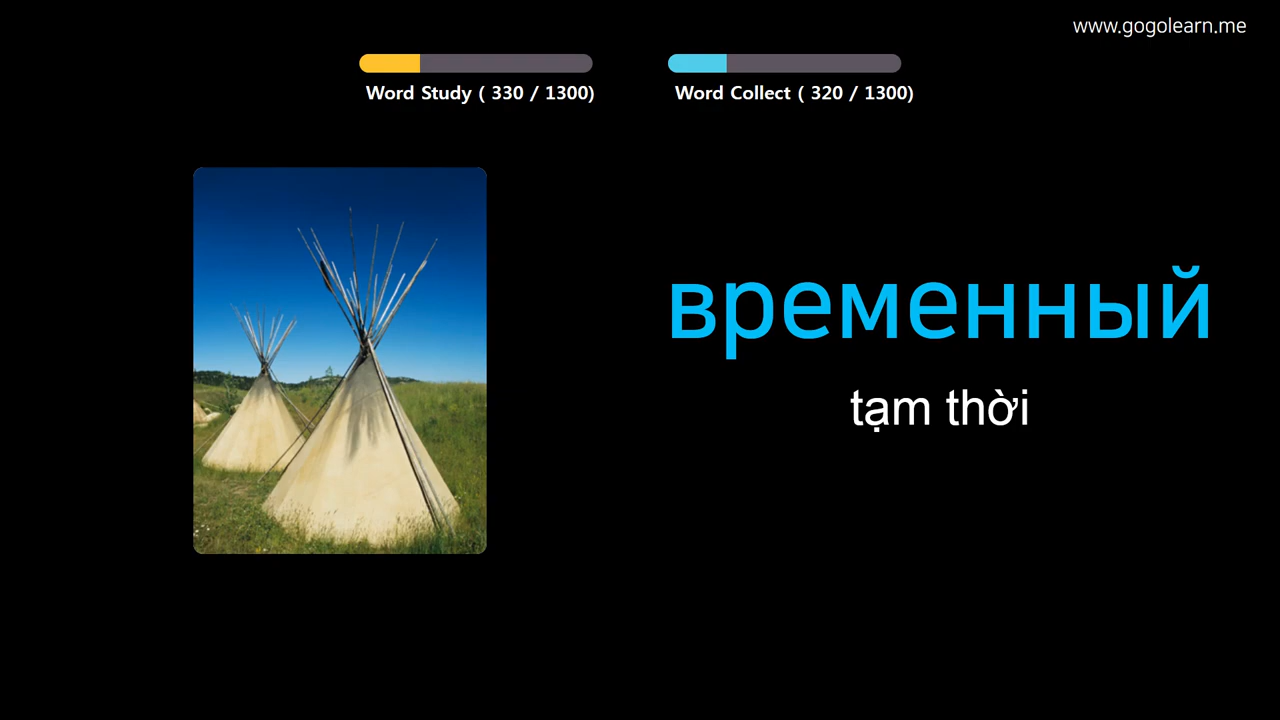 www.gogolearn.me
Word Study ( 330 / 1300)
Word Collect ( 320 / 1300)
временный
tạm thời